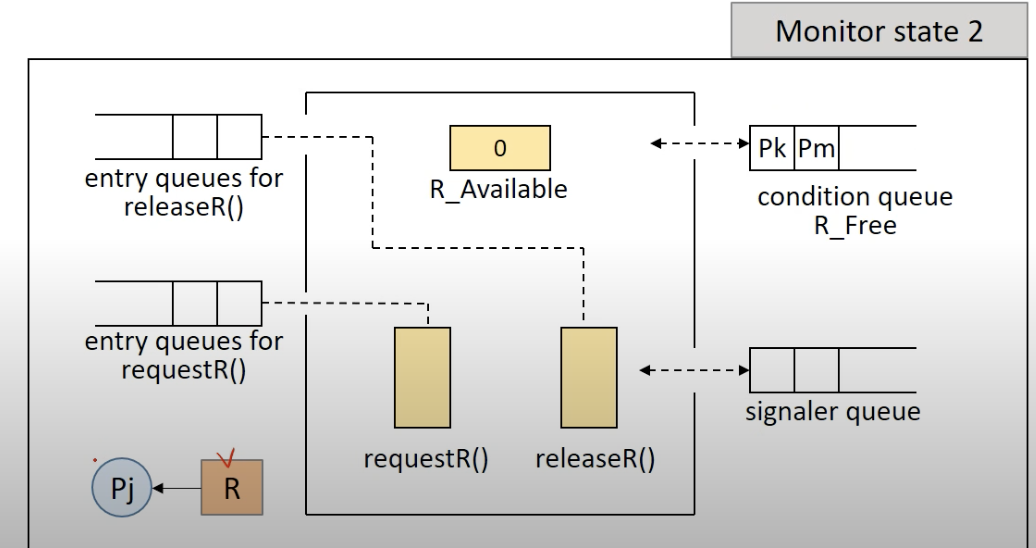 Monitor state 2
entry queues for
releaseR()
0
R_Available
Pk Pm
condition queue
R_Free
entry queues for
requestR()
requestR()
releaseR()
signaler queue
Pj
R